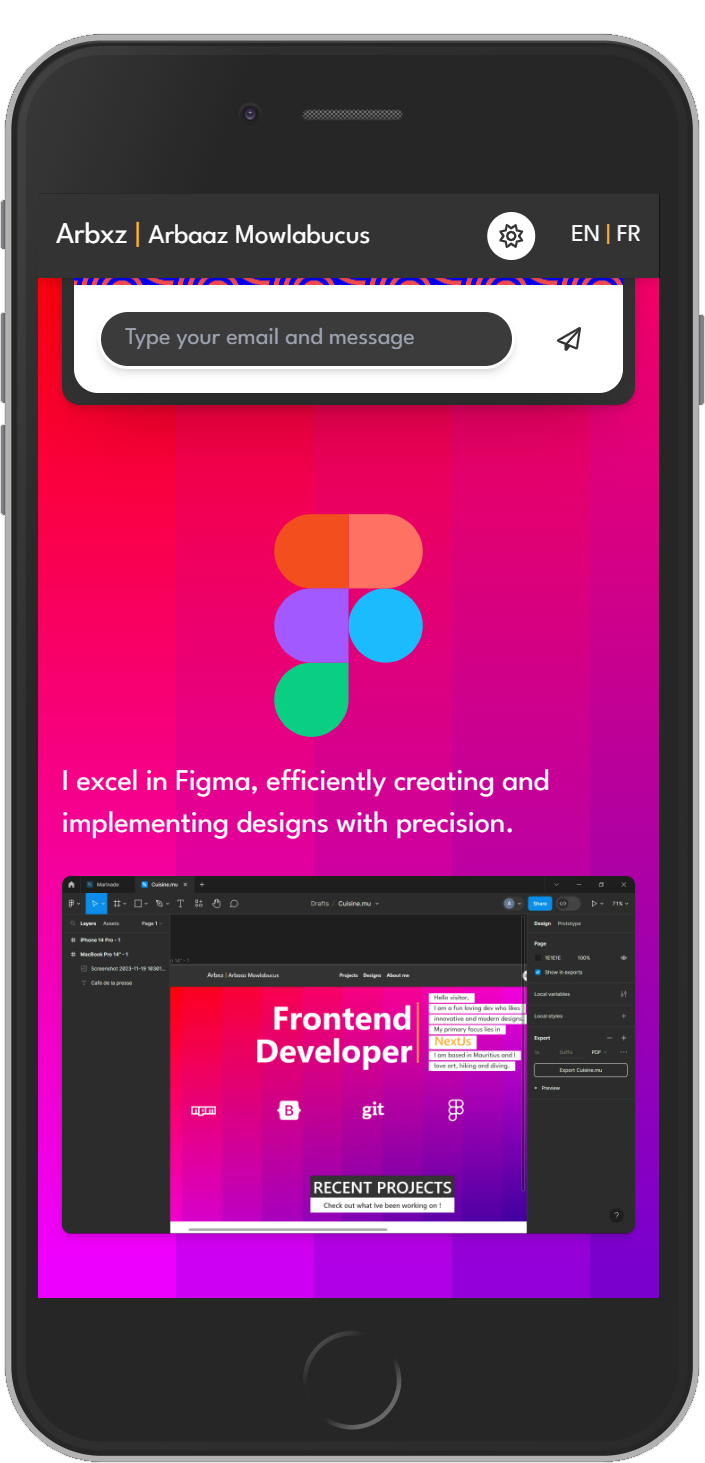 Arbxz | Arbaaz Mowlabucus
EN | FR
Type your email and message
I excel in Figma, efficiently creating and
implementing designs with precision.
Marinade
Cuisine.mu × +
Drafts / Cuisine.mu
Share
71%
Layers Assets Page 1
Design Prototype
iPhone 14 Pro - 1
MacBook Pro 14" - 1
Screenshot 2023-11-19 10301...
Cafe de la presse
Page
1E1E1E 100%
Show in exports
Local variables
Local styles
Export
1x Suffix PDF
Export Cuisine.mu
Preview
?
14" - 1
Arbxz | Arbaaz Mowlabucus
Projects Designs About me
Frontend
Developer
Hello visitor,
I am a fun loving dev who likes
innovative and modern designs.
My primary focus lies in
NextJs
I am based in Mauritius and I
love art, hiking and diving.
npm
B
git
RECENT PROJECTS
Check out what Ive been working on !